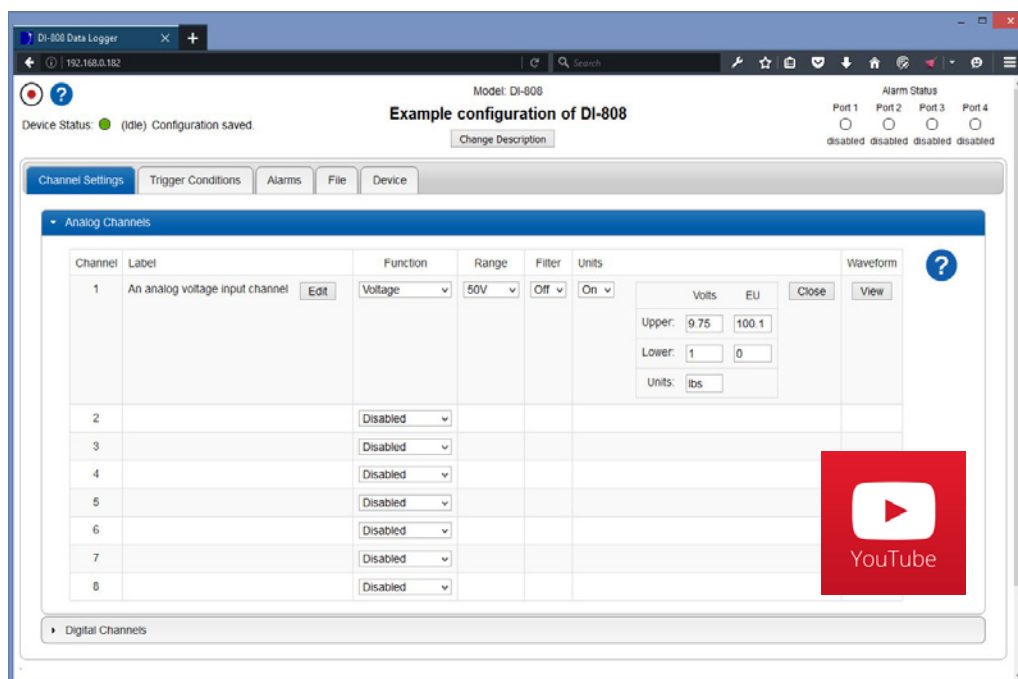 DI-808 Data Logger
192.168.0.182
Search
Model: DI-808
Example configuration of DI-808
Change Description
Device Status: (Idle) Configuration saved.
Alarm Status
Port 1 Port 2 Port 3 Port 4
disabled disabled disabled disabled
Channel Settings Trigger Conditions Alarms File Device
Analog Channels
Channel Label Function Range Filter Units Waveform
1 An analog voltage input channel Edit Voltage 50V Off On Volts EU Close View
Upper: 9.75 100.1
Lower: 1 0
Units: lbs
2 Disabled
3 Disabled
4 Disabled
5 Disabled
6 Disabled
7 Disabled
8 Disabled
YouTube
Digital Channels